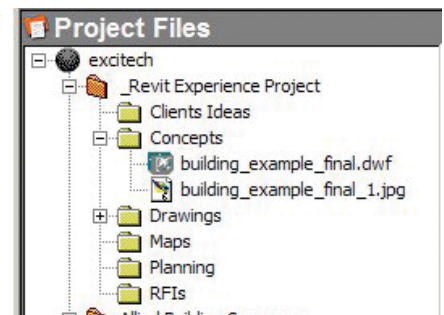 Project Files
excitech
_Revit Experience Project
Clients Ideas
Concepts
building_example_final.dwf
building_example_final_1.jpg
Drawings
Maps
Planning
RFIs